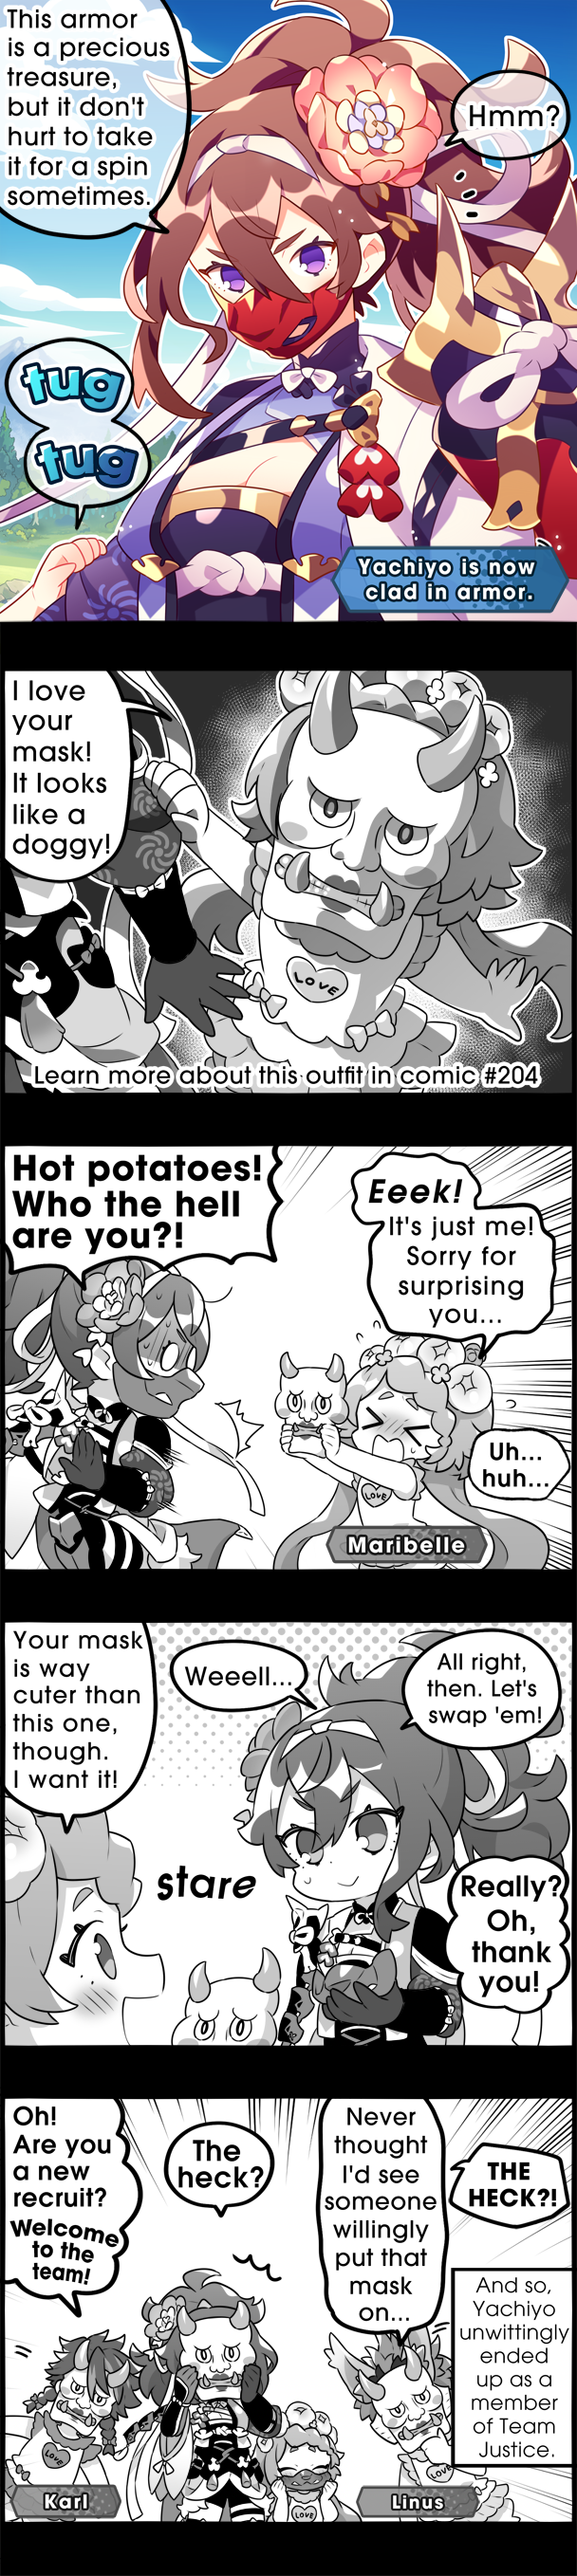 This armor
is a precious
treasure,
but it don't
hurt to take
it for a spin
sometimes.
Hmm?
tug
tug
Yachiyo is now
clad in armor.
I love
your
mask!
It looks
like a
doggy!
LOVE
Learn more about this outfit in comic #204
Hot potatoes!
Who the hell
are you?!
Eeek!
It's just me!
Sorry for
surprising
you...
Uh...
huh...
LOVE
Maribelle
Your mask
is way
cuter than
this one,
though.
I want it!
Weeell...
All right,
then. Let's
swap 'em!
stare
Really?
Oh,
thank
you!
Oh!
Are you
a new
recruit?
Welcome
to the
team!
The
heck?
Never
thought
I'd see
someone
willingly
put that
mask
on...
THE
HECK?!
And so,
Yachiyo
unwittingly
ended
up as a
member
of Team
Justice.
LOVE
LOVE
LOVE
Karl
Linus